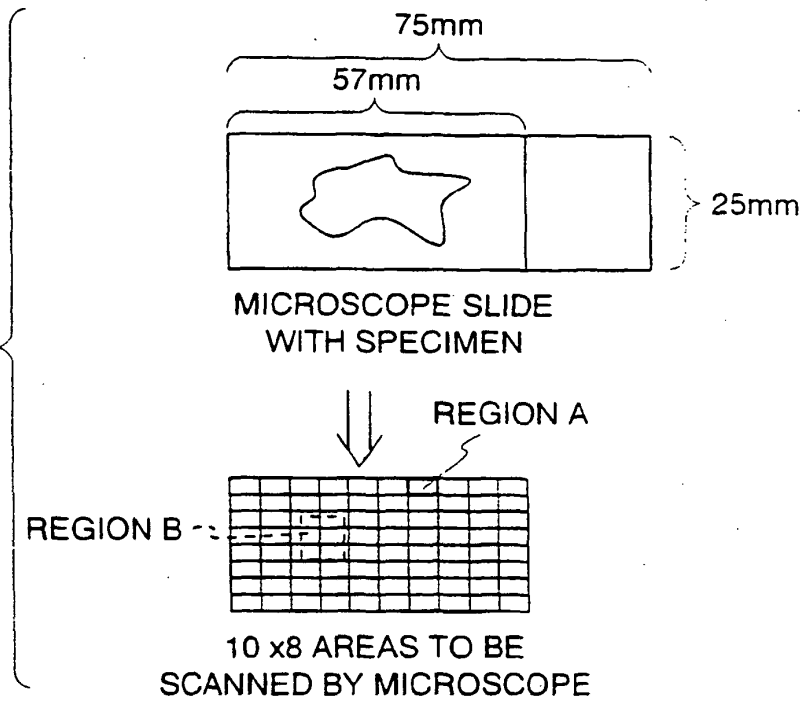 75mm
57mm
25mm
MICROSCOPE SLIDE
WITH SPECIMEN
REGION A
REGION B
10 x8 AREAS TO BE
SCANNED BY MICROSCOPE